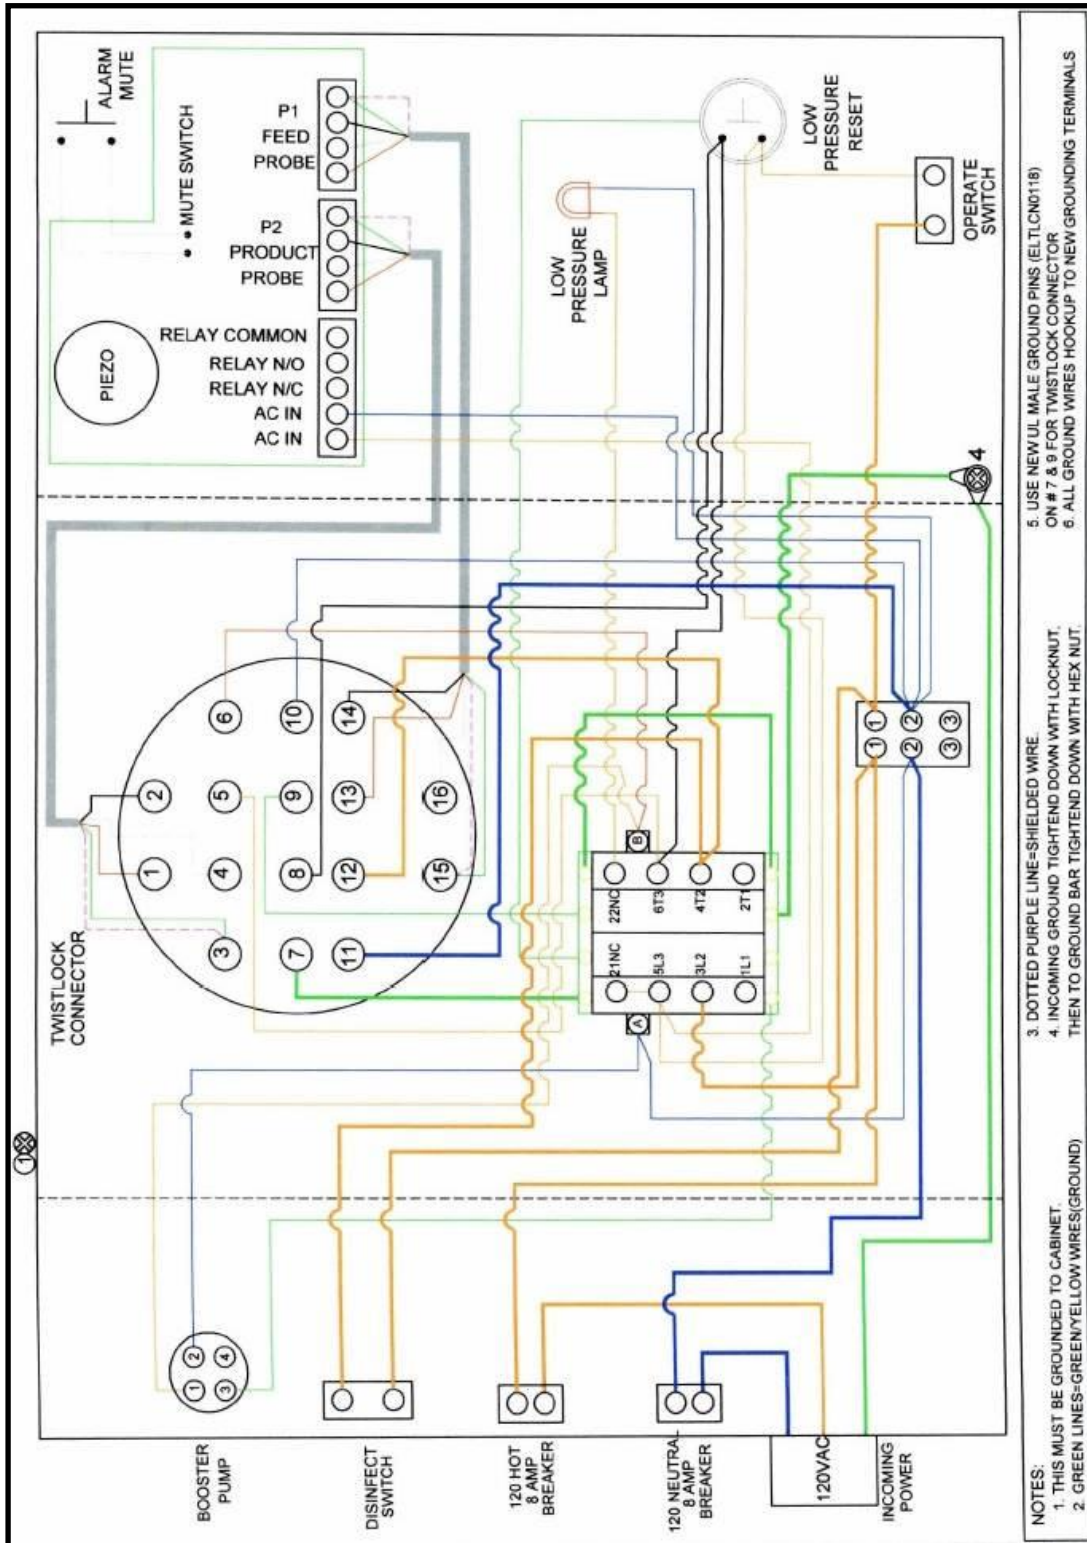 ALARM
MUTE
MUTE SWITCH
PIEZO
P1
FEED
PROBE
P2
PRODUCT
PROBE
RELAY COMMON
RELAY N/O
RELAY N/C
AC IN
AC IN
LOW
PRESSURE
RESET
LOW
PRESSURE
LAMP
OPERATE
SWITCH
4
TWISTLOCK
CONNECTOR
1
2
3
4
5
6
7
8
9
10
11
12
13
14
15
16
A
B
21NC
22NC
5L3
6T3
3L2
4T2
1L1
2T1
1 1
2 2
3 3
1
BOOSTER
PUMP
1 2
3 4
DISINFECT
SWITCH
120 HOT
8 AMP
BREAKER
120 NEUTRA-
8 AMP
BREAKER
120VAC
INCOMING
POWER
NOTES:
1. THIS MUST BE GROUNDED TO CABINET.
2. GREEN LINES=GREEN/YELLOW WIRES(GROUND)
3. DOTTED PURPLE LINE=SHIELDED WIRE.
4. INCOMING GROUND TIGHTEND DOWN WITH LOCKNUT.
THEN TO GROUND BAR TIGHTEND DOWN WITH HEX NUT.
5. USE NEW UL MALE GROUND PINS (ELTLCN0118)
ON # 7 & 9 FOR TWISTLOCK CONNECTOR
6. ALL GROUND WIRES HOOKUP TO NEW GROUNDING TERMINALS